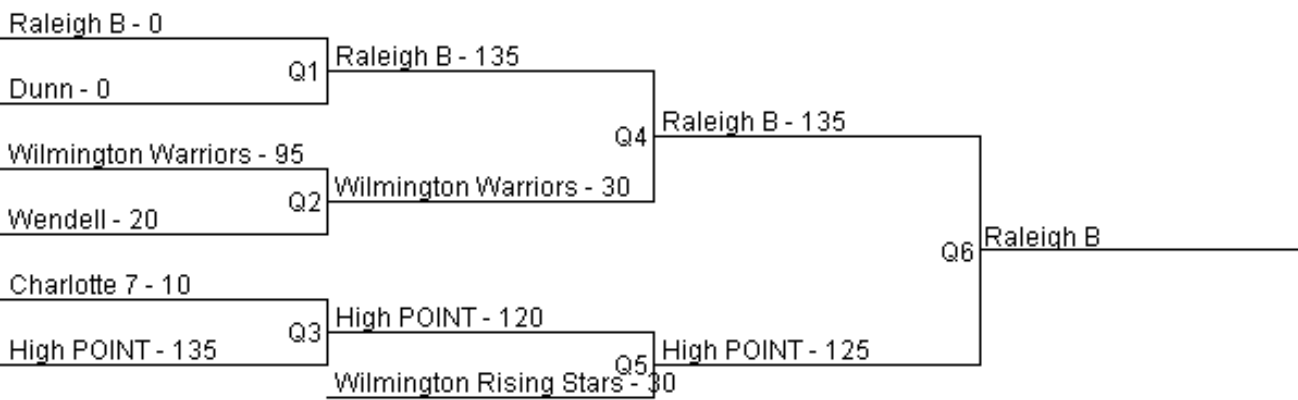 Raleigh B - 0
Raleigh B - 135
Q1
Dunn - 0
Raleigh B - 135
Q4
Wilmington Warriors - 95
Wilmington Warriors - 30
Q2
Wendell - 20
Raleigh B
Q6
Charlotte 7 - 10
High POINT - 120
Q3
High POINT - 135
High POINT - 125
Q5
Wilmington Rising Stars - 30